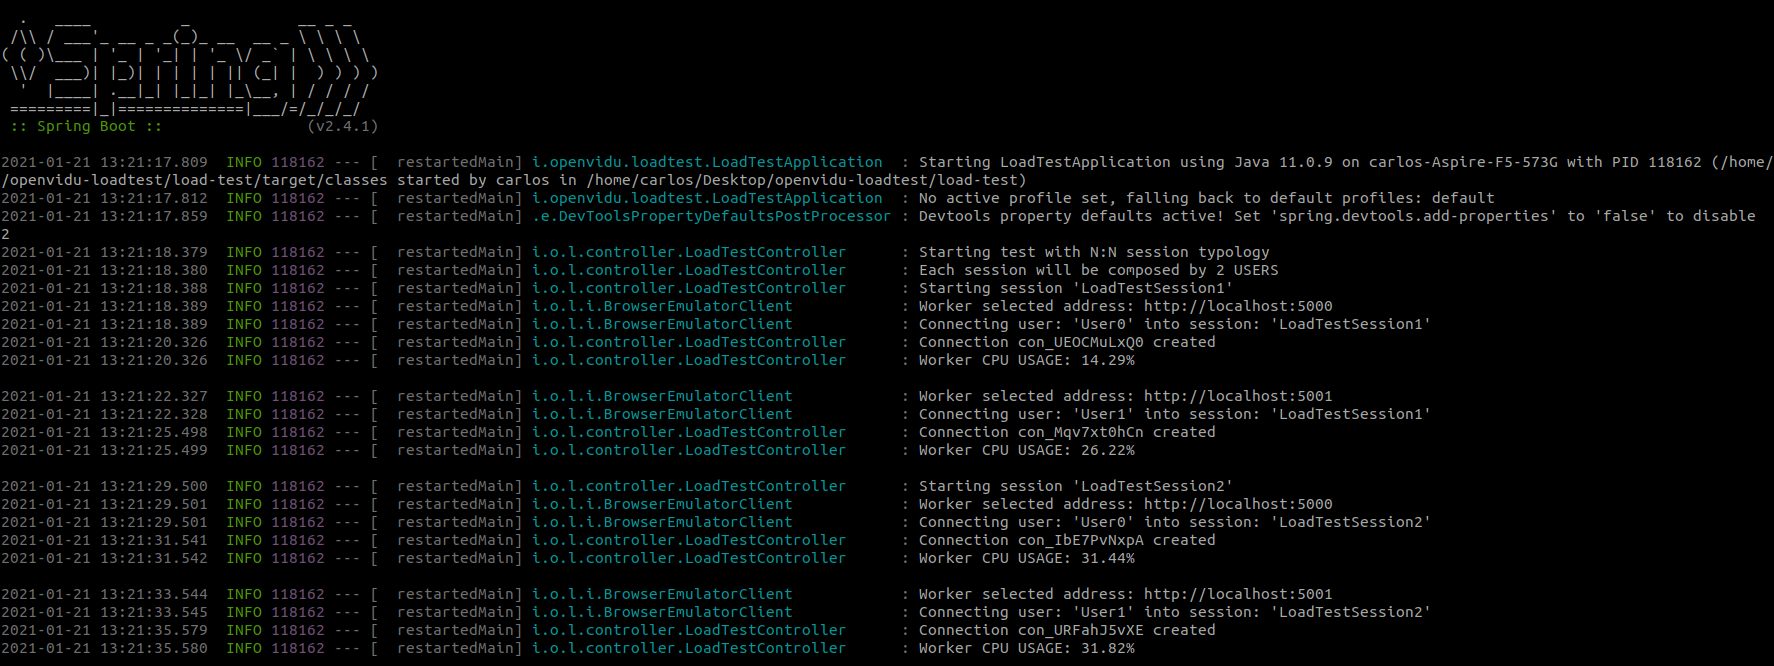 .   ____          _            __ _ _
 /\\ / ___'_ __ _ _(_)_ __  __ _ \ \ \ \
( ( )\___ | '_ | '_| | '_ \/ _` | \ \ \ \
 \\/  ___)| |_)| | | | | || (_| |  ) ) ) )
  '  |____| .__|_| |_|_| |_\__, | / / / /
 =========|_|==============|___/=/_/_/_/
 :: Spring Boot ::                (v2.4.1)
2021-01-21 13:21:17.809  INFO 118162 --- [  restartedMain] i.openvidu.loadtest.LoadTestApplication  : Starting LoadTestApplication using Java 11.0.9 on carlos-Aspire-F5-573G with PID 118162 (/home/
/openvidu-loadtest/load-test/target/classes started by carlos in /home/carlos/Desktop/openvidu-loadtest/load-test)
2021-01-21 13:21:17.812  INFO 118162 --- [  restartedMain] i.openvidu.loadtest.LoadTestApplication  : No active profile set, falling back to default profiles: default
2021-01-21 13:21:17.859  INFO 118162 --- [  restartedMain] .e.DevToolsPropertyDefaultsPostProcessor : Devtools property defaults active! Set 'spring.devtools.add-properties' to 'false' to disable
2
2021-01-21 13:21:18.379  INFO 118162 --- [  restartedMain] i.o.l.controller.LoadTestController      : Starting test with N:N session typology
2021-01-21 13:21:18.380  INFO 118162 --- [  restartedMain] i.o.l.controller.LoadTestController      : Each session will be composed by 2 USERS
2021-01-21 13:21:18.388  INFO 118162 --- [  restartedMain] i.o.l.controller.LoadTestController      : Starting session 'LoadTestSession1'
2021-01-21 13:21:18.389  INFO 118162 --- [  restartedMain] i.o.l.i.BrowserEmulatorClient            : Worker selected address: http://localhost:5000
2021-01-21 13:21:18.389  INFO 118162 --- [  restartedMain] i.o.l.i.BrowserEmulatorClient            : Connecting user: 'User0' into session: 'LoadTestSession1'
2021-01-21 13:21:20.326  INFO 118162 --- [  restartedMain] i.o.l.controller.LoadTestController      : Connection con_UEOCMuLxQ0 created
2021-01-21 13:21:20.326  INFO 118162 --- [  restartedMain] i.o.l.controller.LoadTestController      : Worker CPU USAGE: 14.29%
2021-01-21 13:21:22.327  INFO 118162 --- [  restartedMain] i.o.l.i.BrowserEmulatorClient            : Worker selected address: http://localhost:5001
2021-01-21 13:21:22.328  INFO 118162 --- [  restartedMain] i.o.l.i.BrowserEmulatorClient            : Connecting user: 'User1' into session: 'LoadTestSession1'
2021-01-21 13:21:25.498  INFO 118162 --- [  restartedMain] i.o.l.controller.LoadTestController      : Connection con_Mqv7xt0hCn created
2021-01-21 13:21:25.499  INFO 118162 --- [  restartedMain] i.o.l.controller.LoadTestController      : Worker CPU USAGE: 26.22%
2021-01-21 13:21:29.500  INFO 118162 --- [  restartedMain] i.o.l.controller.LoadTestController      : Starting session 'LoadTestSession2'
2021-01-21 13:21:29.501  INFO 118162 --- [  restartedMain] i.o.l.i.BrowserEmulatorClient            : Worker selected address: http://localhost:5000
2021-01-21 13:21:29.501  INFO 118162 --- [  restartedMain] i.o.l.i.BrowserEmulatorClient            : Connecting user: 'User0' into session: 'LoadTestSession2'
2021-01-21 13:21:31.541  INFO 118162 --- [  restartedMain] i.o.l.controller.LoadTestController      : Connection con_IbE7PvNxpA created
2021-01-21 13:21:31.542  INFO 118162 --- [  restartedMain] i.o.l.controller.LoadTestController      : Worker CPU USAGE: 31.44%
2021-01-21 13:21:33.544  INFO 118162 --- [  restartedMain] i.o.l.i.BrowserEmulatorClient            : Worker selected address: http://localhost:5001
2021-01-21 13:21:33.545  INFO 118162 --- [  restartedMain] i.o.l.i.BrowserEmulatorClient            : Connecting user: 'User1' into session: 'LoadTestSession2'
2021-01-21 13:21:35.579  INFO 118162 --- [  restartedMain] i.o.l.controller.LoadTestController      : Connection con_URFahJ5vXE created
2021-01-21 13:21:35.580  INFO 118162 --- [  restartedMain] i.o.l.controller.LoadTestController      : Worker CPU USAGE: 31.82%